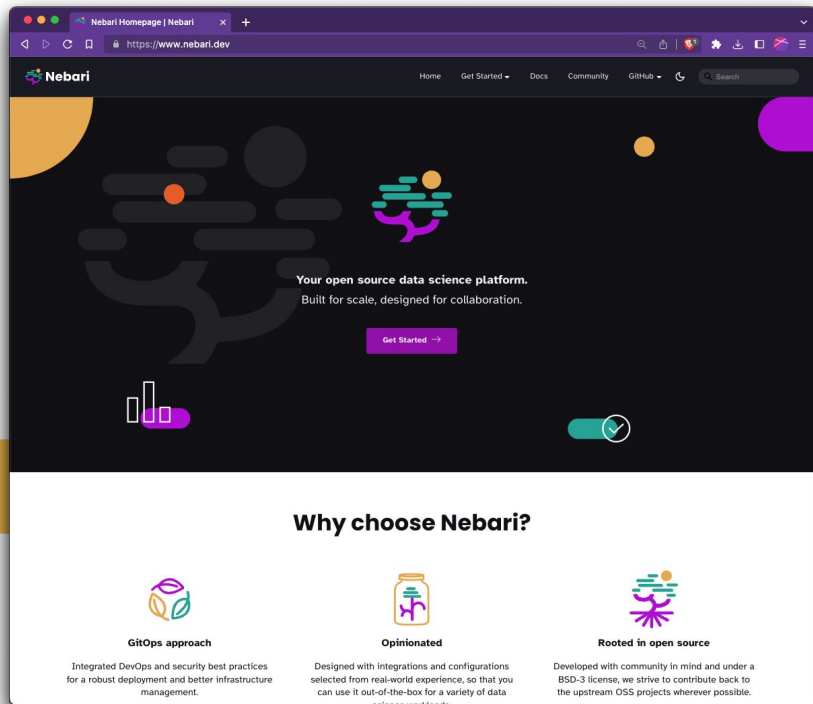 Nebari Homepage | Nebari
https://www.nebari.dev
1
Nebari
Home Get Started Docs Community GitHub Search
Your open source data science platform.
Built for scale, designed for collaboration.
Get Started →
Why choose Nebari?
GitOps approach
Integrated DevOps and security best practices
for a robust deployment and better infrastructure
management.
Opinionated
Designed with integrations and configurations
selected from real-world experience, so that you
can use it out-of-the-box for a variety of data
science workloads.
Rooted in open source
Developed with community in mind and under a
BSD-3 license, we strive to contribute back to
the upstream OSS projects wherever possible.